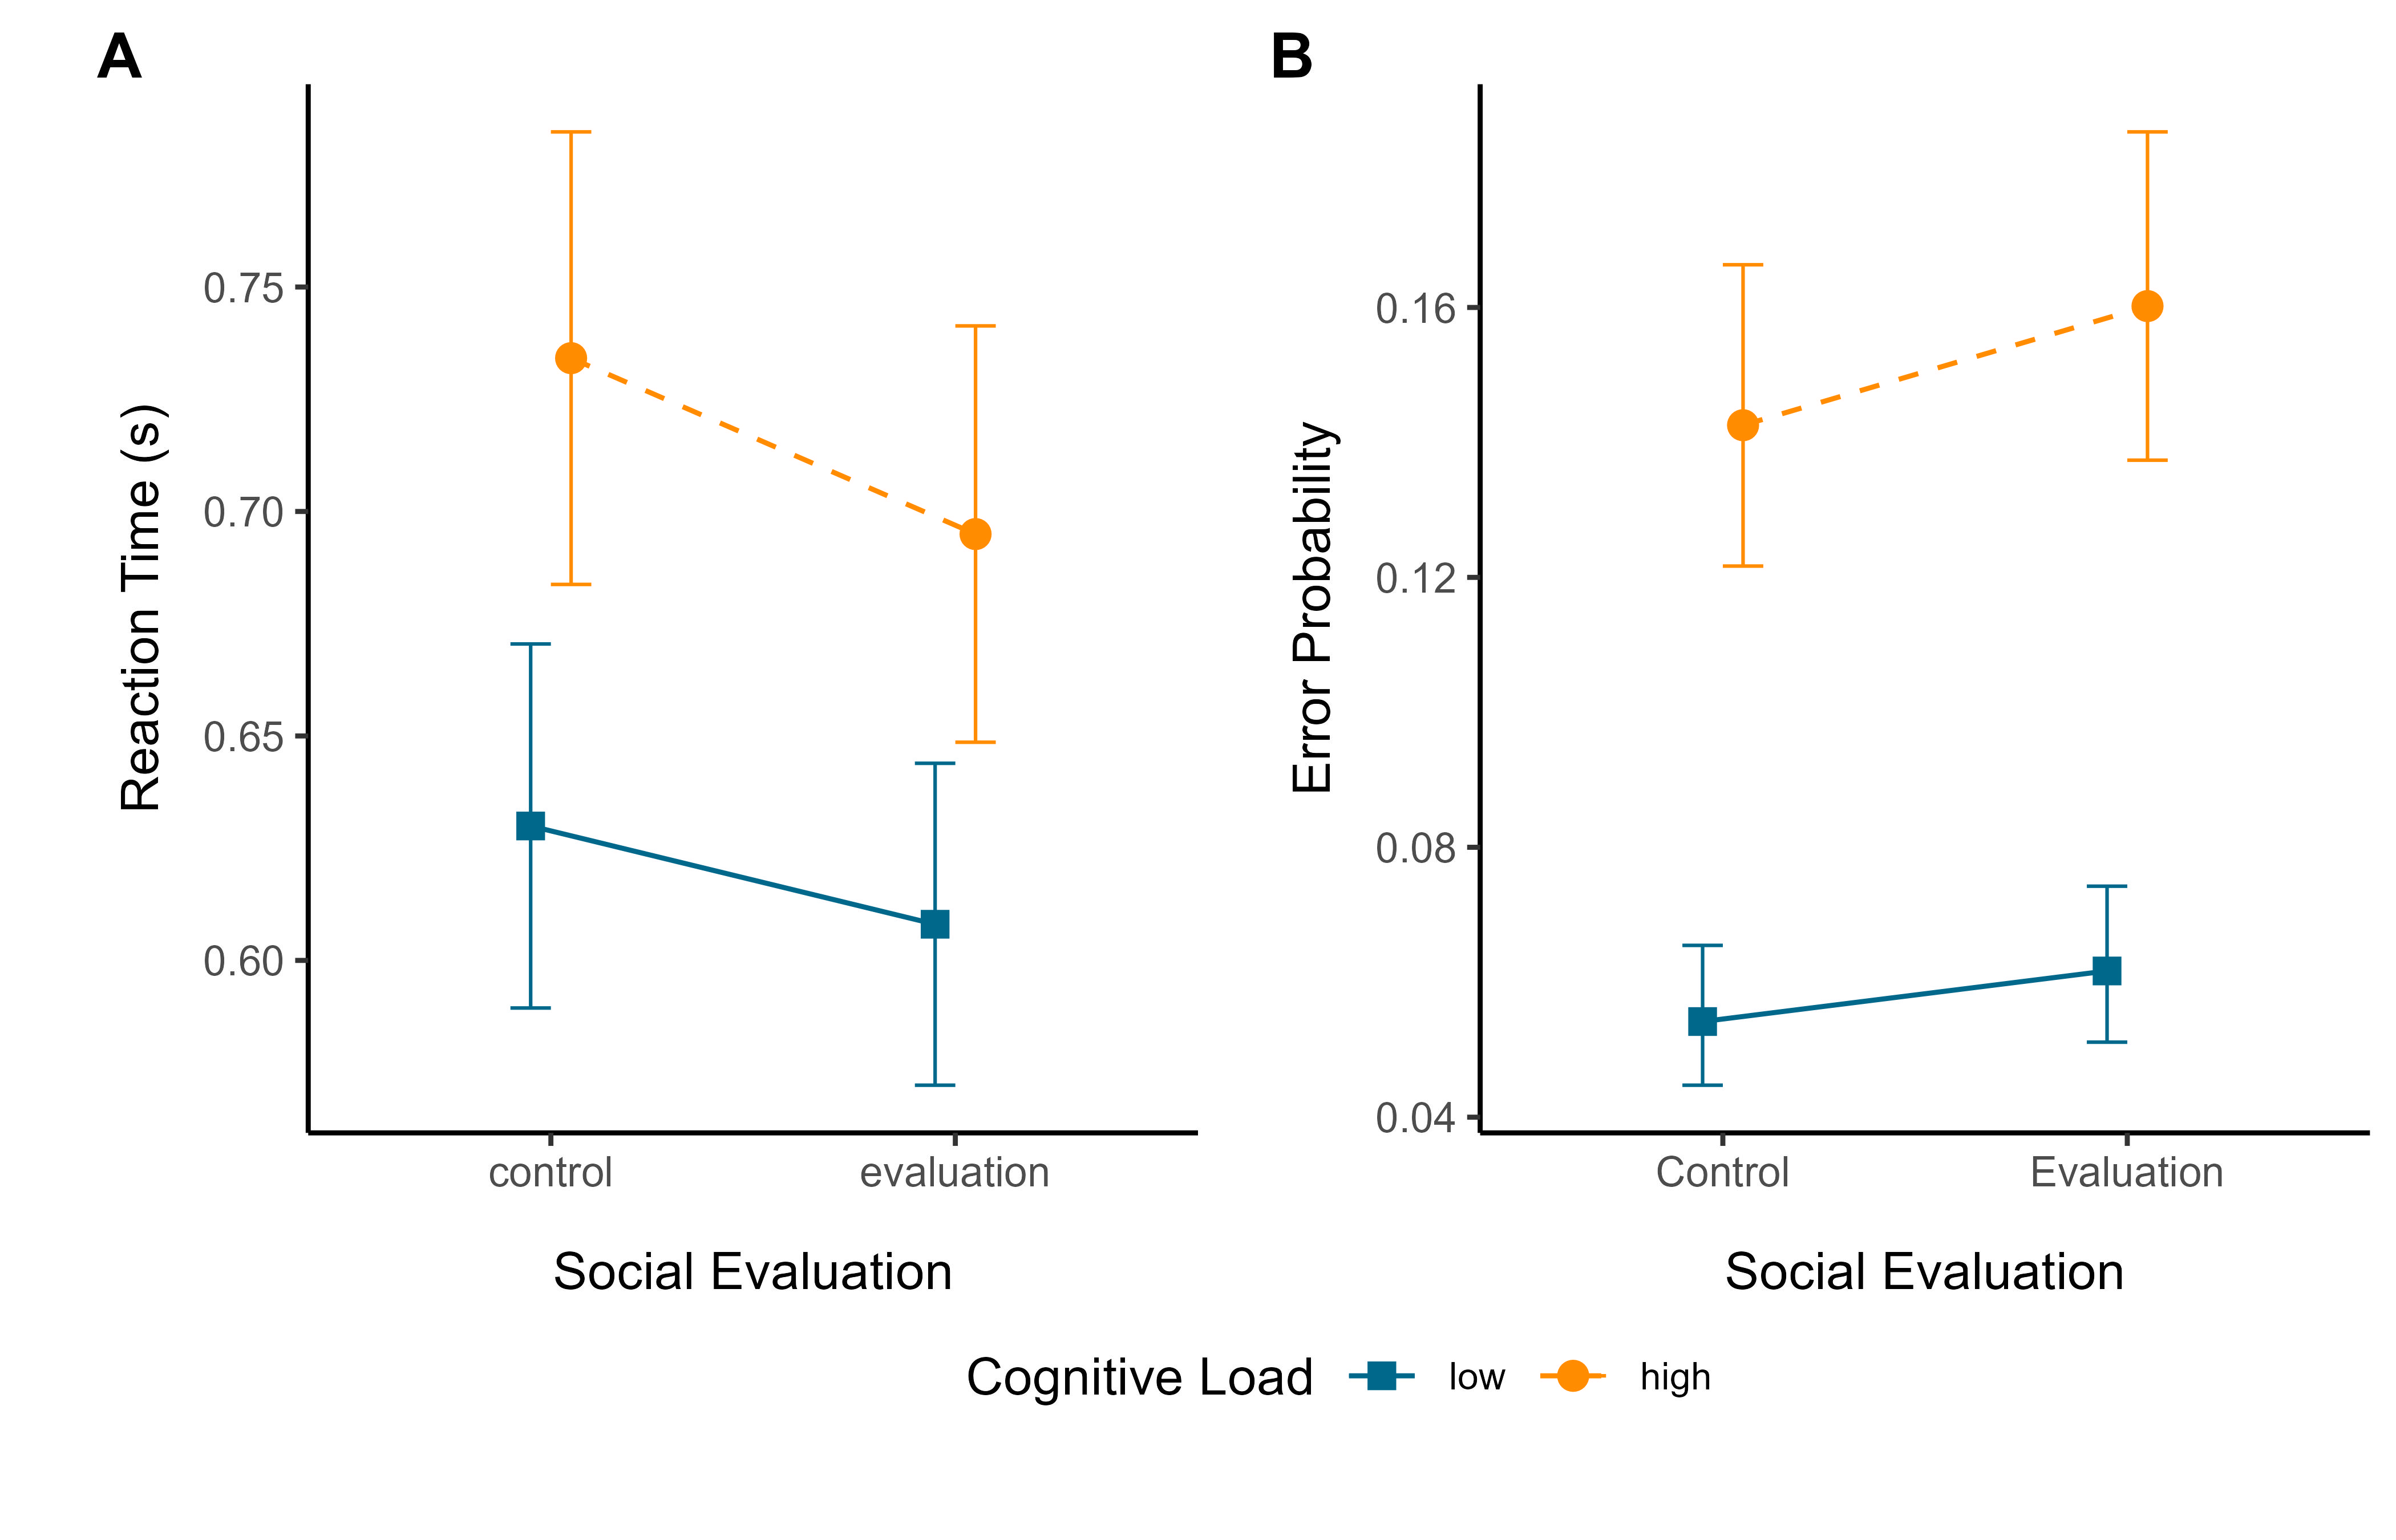 A
Reaction Time (s)
0.75
0.70
0.65
0.60
control evaluation
Social Evaluation
B
Error Probability
0.16
0.12
0.08
0.04
Control Evaluation
Social Evaluation
Cognitive Load low high